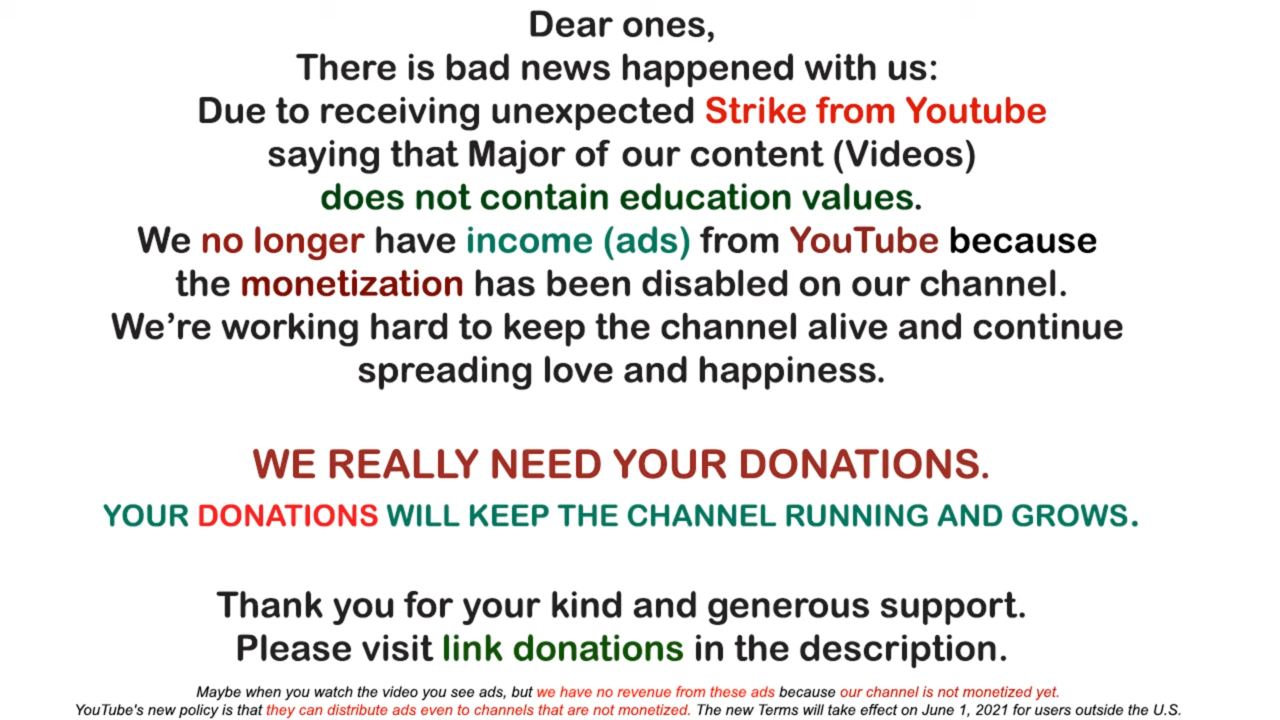 Dear ones,
There is bad news happened with us:
Due to receiving unexpected Strike from Youtube
saying that Major of our content (Videos)
does not contain education values.
We no longer have income (ads) from YouTube because
the monetization has been disabled on our channel.
We’re working hard to keep the channel alive and continue
spreading love and happiness.
WE REALLY NEED YOUR DONATIONS.
YOUR DONATIONS WILL KEEP THE CHANNEL RUNNING AND GROWS.
Thank you for your kind and generous support.
Please visit link donations in the description.
Maybe when you watch the video you see ads, but we have no revenue from these ads because our channel is not monetized yet.
YouTube's new policy is that they can distribute ads even to channels that are not monetized. The new Terms will take effect on June 1, 2021 for users outside the U.S.